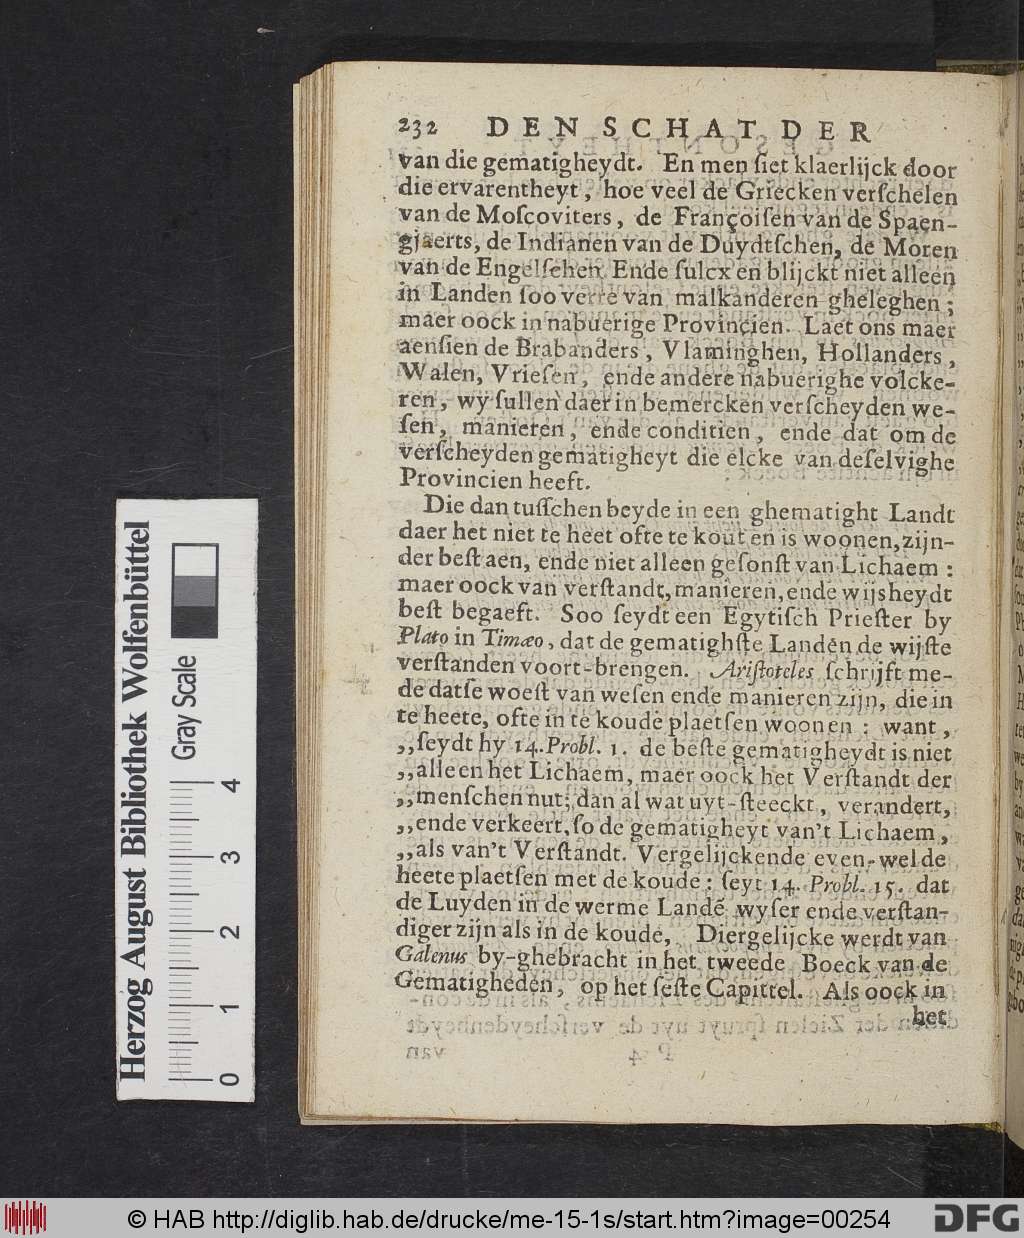 232 DEN SCHAT DER
van die gematigheydt. En men ſiet klaerlijck door
die ervarentheyt, hoe veel de Griecken verſchelen
van de Moſcoviters, de Françoiſen van de Spaen-
gjaerts, de Indianen van de Duydtſchen, de Moren
van de Engelſchen. Ende ſulcx en blijckt niet alleen
in Landen ſoo verre van malkanderen gheleghen;
maer oock in nabuerige Provincien. Laet ons maer
aenſien de Brabanders, Vlaminghen, Hollanders,
Walen, Vrieſen, ende andere nabuerighe volcke-
ren, wy ſullen daer in bemercken verſcheyden we-
ſen, manieren, ende conditien, ende dat om de
verſcheyden gematigheyt die elcke van deſelvighe
Provincien heeft.
Die dan tuſſchen beyde in een ghematight Landt
daer het niet te heet ofte te kout en is woonen, zijn-
der beſt aen, ende niet alleen geſonſt van Lichaem:
maer oock van verſtandt, manieren, ende wijsheydt
beſt begaeft. Soo ſeydt een Egytiſch Prieſter by
Plato in Timæo, dat de gematighſte Landen de wijſte
verſtanden voort-brengen. Ariſtoteles ſchrijft me-
de datſe woeſt van weſen ende manieren zijn, die in
te heete, ofte in te koude plaetſen woonen: want,
,,ſeydt hy 14. Probl. 1. de beſte gematigheydt is niet
,,alleen het Lichaem, maer oock het Verſtandt der
,,menſchen nut; dan al wat uyt-ſteeckt, verandert,
,,ende verkeert, ſo de gematigheyt van't Lichaem,
,,als van't Verſtandt. Vergelijckende even-wel de
heete plaetſen met de koude: ſeyt 14. Probl. 15. dat
de Luyden in de werme Landē wyſer ende verſtan-
diger zijn als in de koude, Diergelijcke werdt van
Galenus by-ghebracht in het tweede Boeck van de
Gematigheden, op het ſeſte Capittel. Als oock in
het
Herzog August Bibliothek Wolfenbüttel
Gray Scale
0 1 2 3 4
© HAB http://diglib.hab.de/drucke/me-15-1s/start.htm?image=00254
DFG